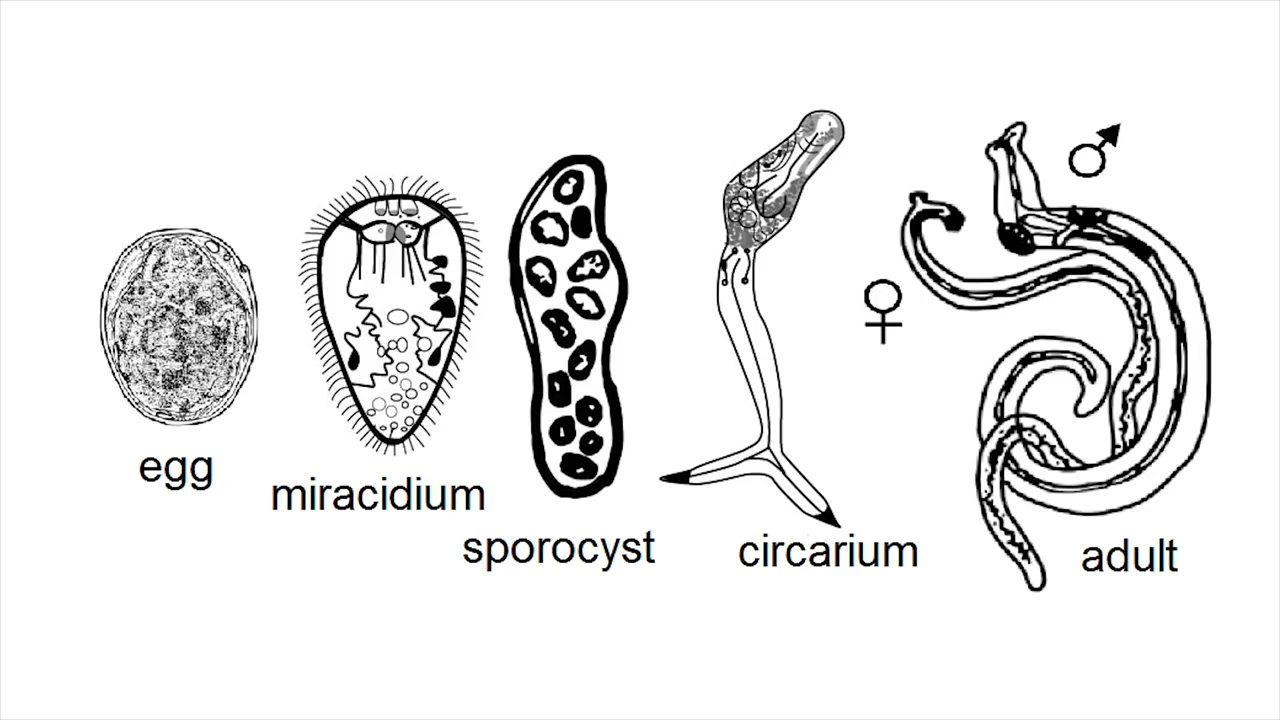 egg
miracidium
sporocyst
circarium
adult
♀
♂